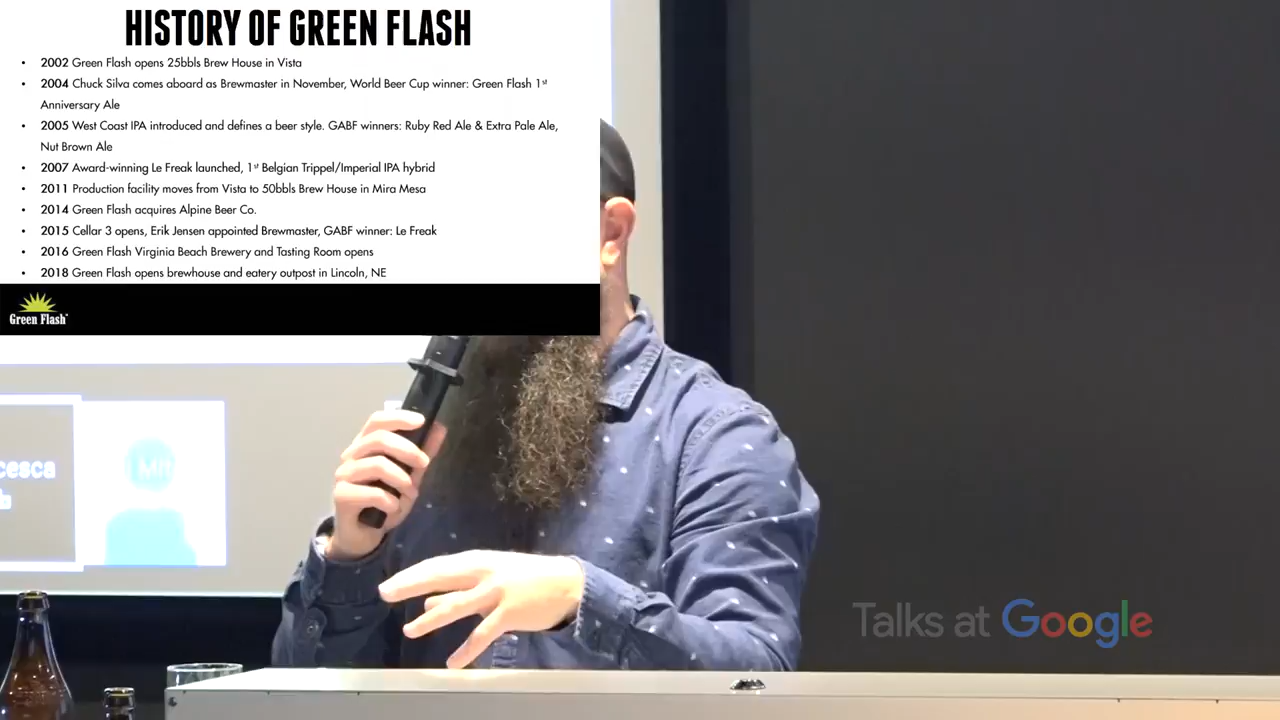 HISTORY OF GREEN FLASH
• 2002 Green Flash opens 25bbls Brew House in Vista
• 2004 Chuck Silva comes aboard as Brewmaster in November, World Beer Cup winner: Green Flash 1st
Anniversary Ale
• 2005 West Coast IPA introduced and defines a beer style. GABF winners: Ruby Red Ale & Extra Pale Ale,
Nut Brown Ale
• 2007 Award-winning Le Freak launched, 1st Belgian Trippel/Imperial IPA hybrid
• 2011 Production facility moves from Vista to 50bbls Brew House in Mira Mesa
• 2014 Green Flash acquires Alpine Beer Co.
• 2015 Cellar 3 opens, Erik Jensen appointed Brewmaster, GABF winner: Le Freak
• 2016 Green Flash Virginia Beach Brewery and Tasting Room opens
• 2018 Green Flash opens brewhouse and eatery outpost in Lincoln, NE
Green Flash™
Talks at Google